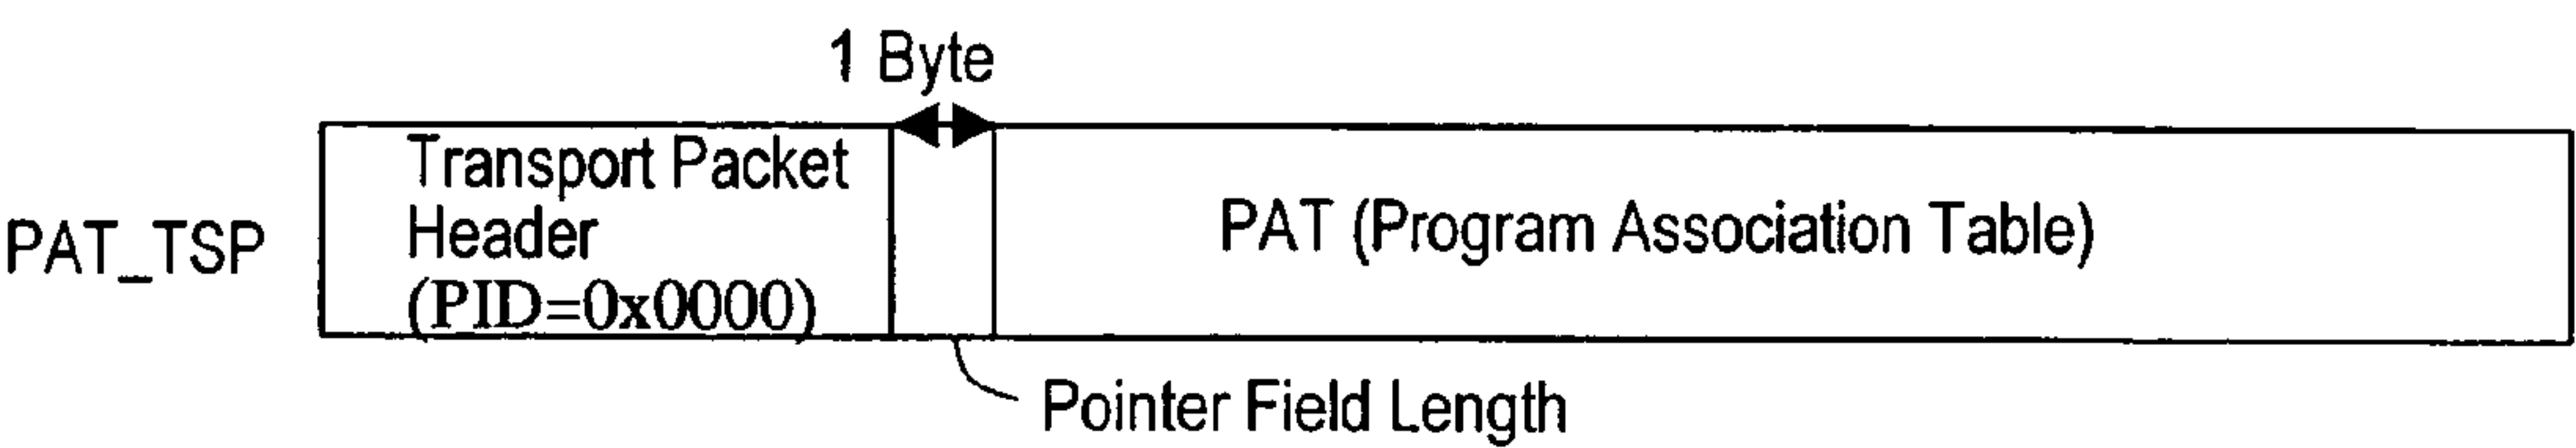 1 Byte
PAT_TSP
Transport Packet
Header
(PID=0x0000)
PAT (Program Association Table)
Pointer Field Length